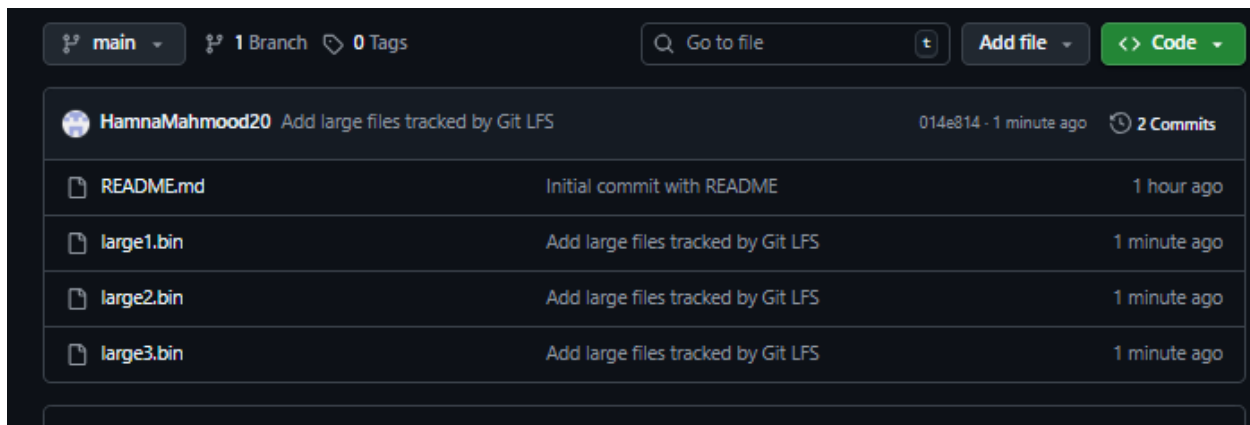 main 1 Branch 0 Tags Go to file t Add file Code
HamnaMahmood20 Add large files tracked by Git LFS 014e814 · 1 minute ago 2 Commits
README.md Initial commit with README 1 hour ago
large1.bin Add large files tracked by Git LFS 1 minute ago
large2.bin Add large files tracked by Git LFS 1 minute ago
large3.bin Add large files tracked by Git LFS 1 minute ago